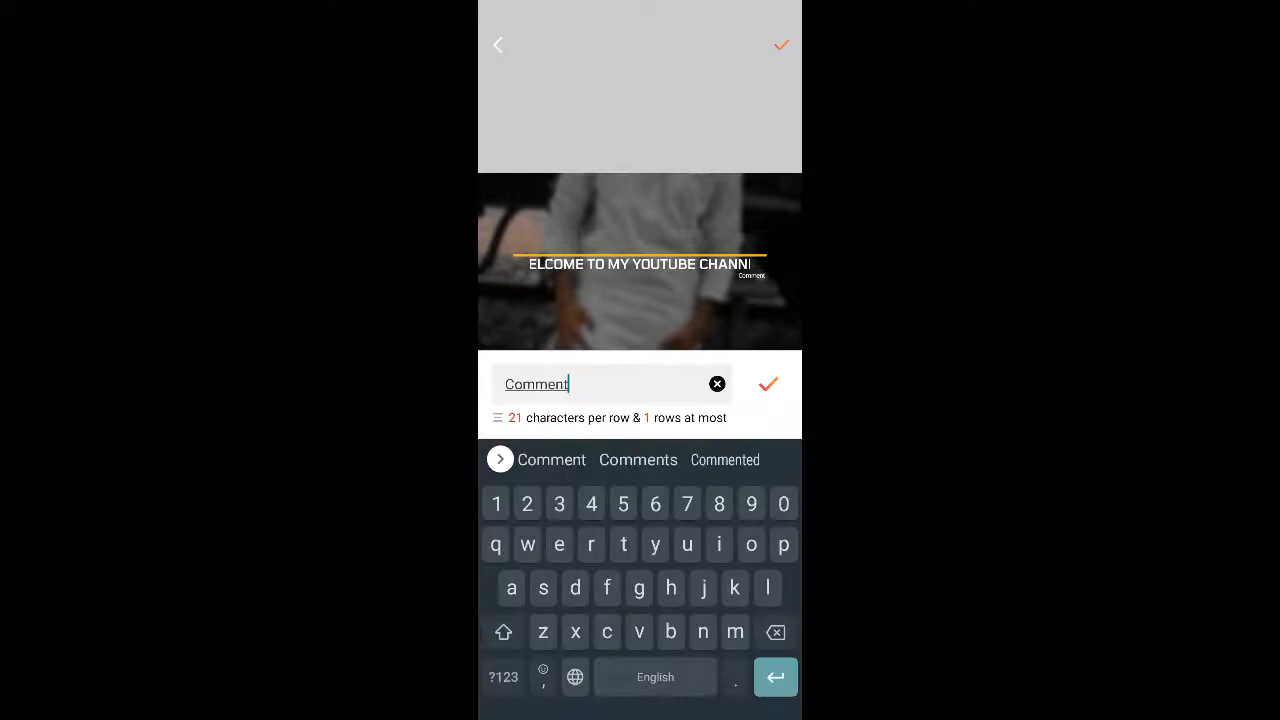 ELCOME TO MY YOUTUBE CHANN
Comment
Comment
21 characters per row & 1 rows at most
Comment Comments Commented
1 2 3 4 5 6 7 8 9 0
q w e r t y u i o p
a s d f g h j k l
z x c v b n m
?123 , English .